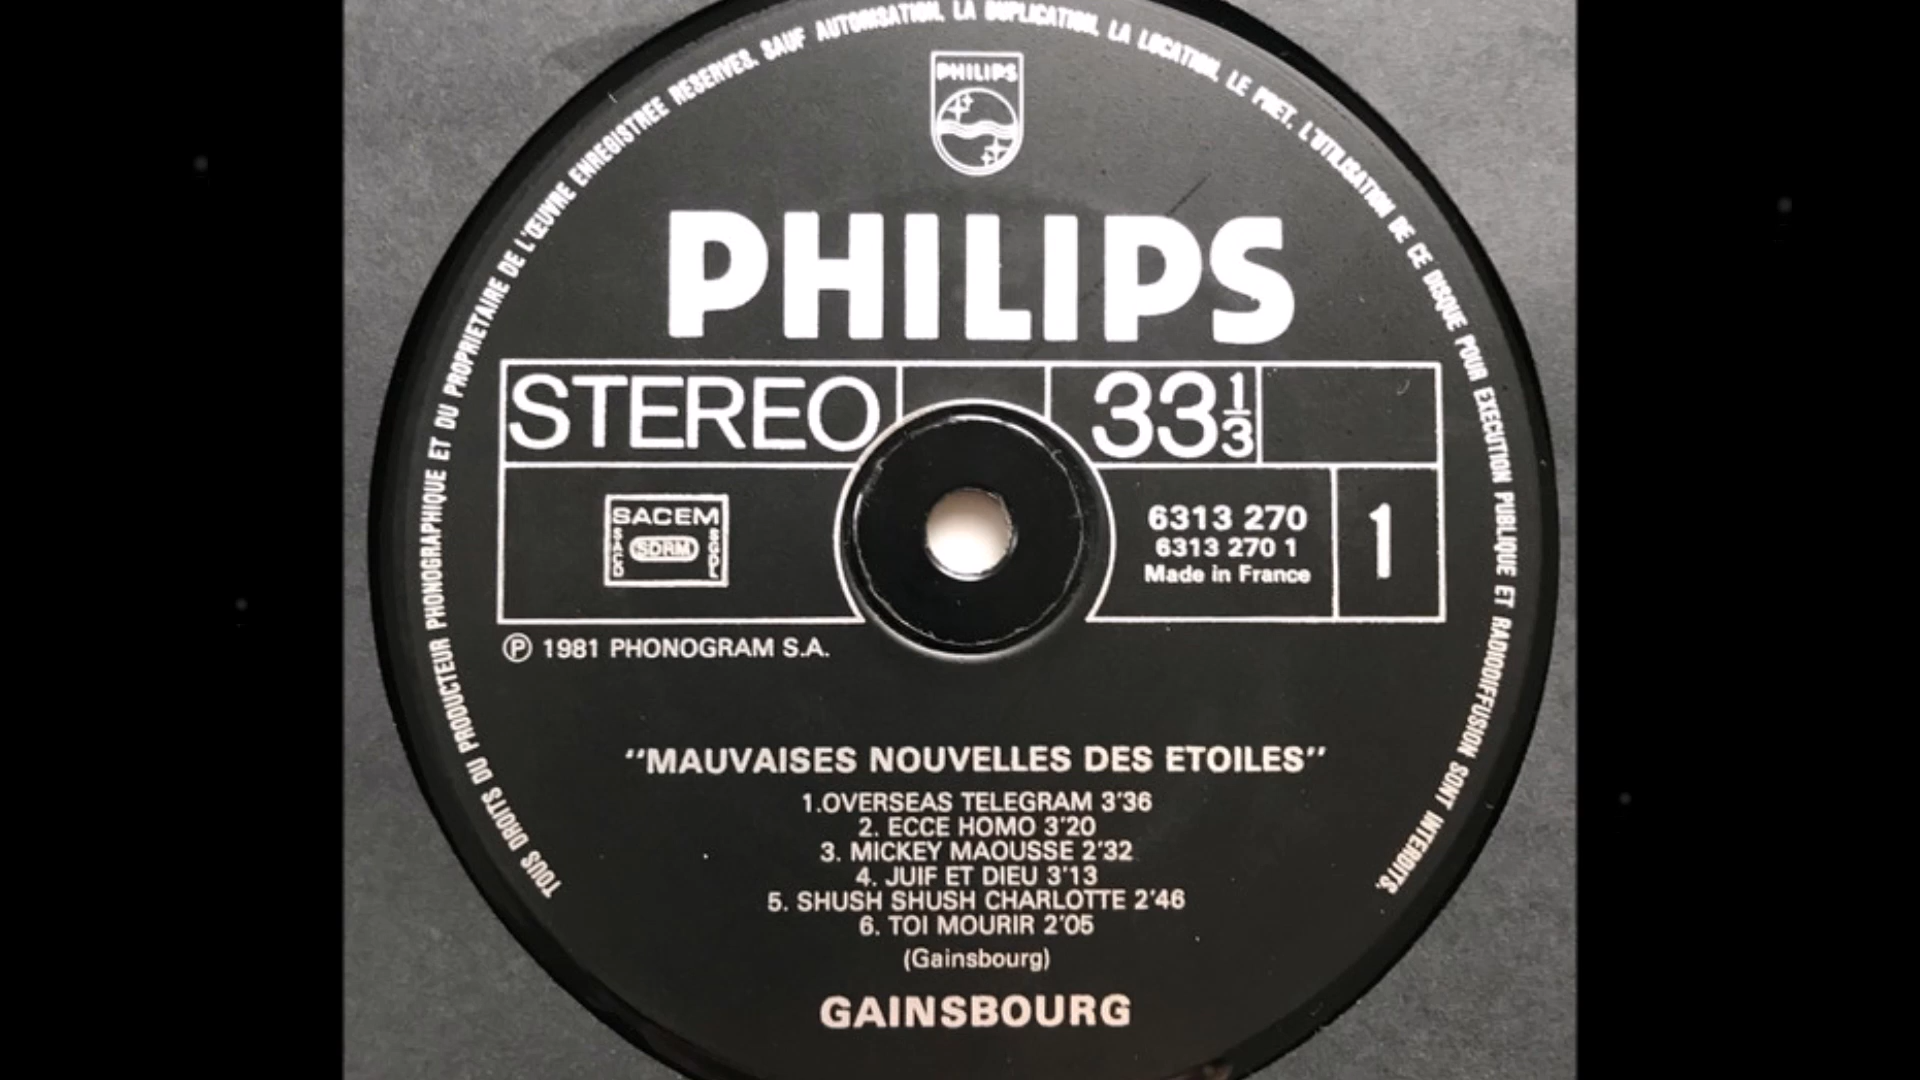 TOUS DROITS DU PRODUCTEUR PHONOGRAPHIQUE ET DU PROPRIETAIRE DE L'ŒUVRE ENREGISTREE RESERVES. SAUF AUTORISATION, LA DUPLICATION, LA LOCATION, LE PRET, L'UTILISATION DE CE DISQUE POUR EXECUTION PUBLIQUE ET RADIODIFFUSION SONT INTERDITS.
PHILIPS
PHILIPS
STEREO
33 1/3
SACEM
SACD
SDRM
SGDL
6313 270
6313 270 1
Made in France
1
Ⓟ 1981 PHONOGRAM S.A.
"MAUVAISES NOUVELLES DES ETOILES"
1.OVERSEAS TELEGRAM 3'36
2. ECCE HOMO 3'20
3. MICKEY MAOUSSE 2'32
4. JUIF ET DIEU 3'13
5. SHUSH SHUSH CHARLOTTE 2'46
6. TOI MOURIR 2'05
(Gainsbourg)
GAINSBOURG